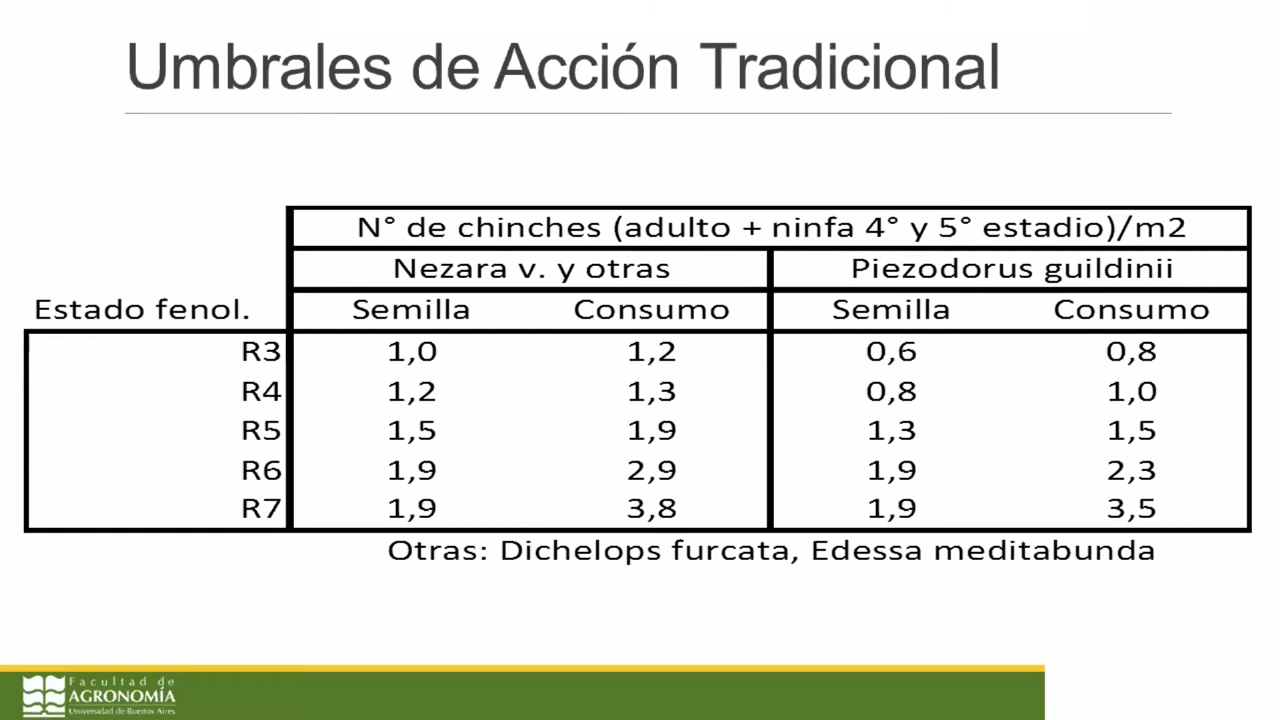 Umbrales de Acción Tradicional
N° de chinches (adulto + ninfa 4° y 5° estadio)/m2
Nezara v. y otras Piezodorus guildinii
Estado fenol. Semilla Consumo Semilla Consumo
R3 1,0 1,2 0,6 0,8
R4 1,2 1,3 0,8 1,0
R5 1,5 1,9 1,3 1,5
R6 1,9 2,9 1,9 2,3
R7 1,9 3,8 1,9 3,5
Otras: Dichelops furcata, Edessa meditabunda
Facultad de
AGRONOMÍA
Universidad de Buenos Aires